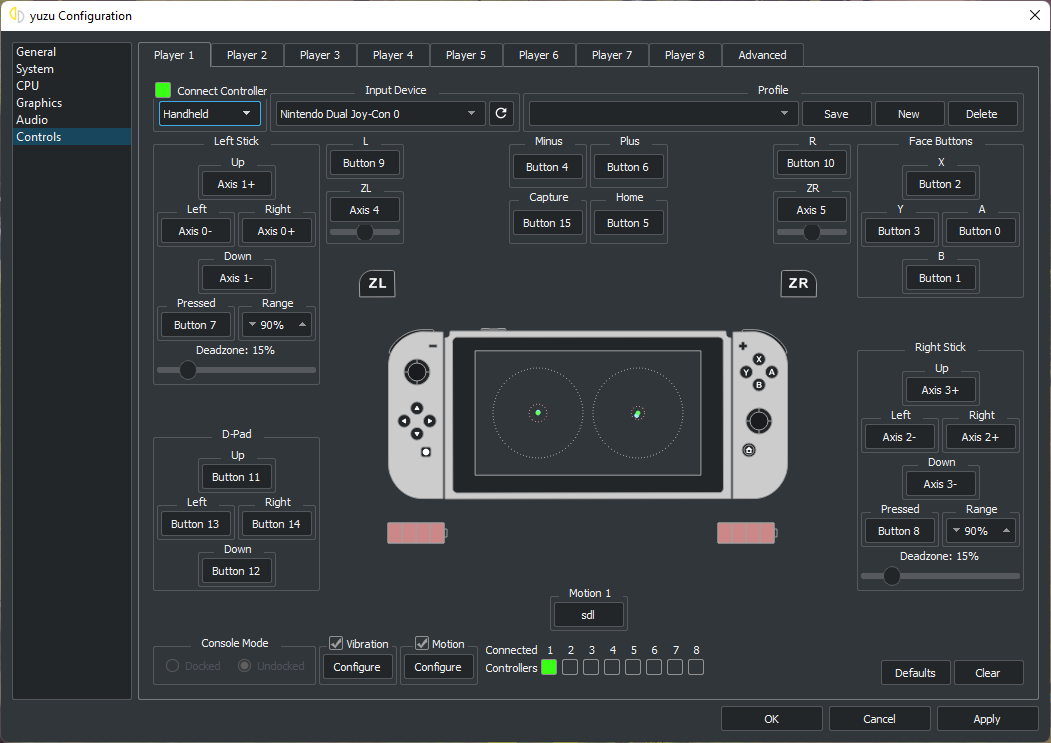 yuzu Configuration
General
System
CPU
Graphics
Audio
Controls
Player 1 Player 2 Player 3 Player 4 Player 5 Player 6 Player 7 Player 8 Advanced
Connect Controller
Handheld
Input Device
Nintendo Dual Joy-Con 0
Profile
Save New Delete
Left Stick
Up
Axis 1+
Left Right
Axis 0- Axis 0+
Down
Axis 1-
Pressed Range
Button 7 90%
Deadzone: 15%
D-Pad
Up
Button 11
Left Right
Button 13 Button 14
Down
Button 12
L
Button 9
ZL
Axis 4
Minus Plus
Button 4 Button 6
Capture Home
Button 15 Button 5
R
Button 10
ZR
Axis 5
Face Buttons
X
Button 2
Y A
Button 3 Button 0
B
Button 1
ZL ZR
X
Y A
B
Right Stick
Up
Axis 3+
Left Right
Axis 2- Axis 2+
Down
Axis 3-
Pressed Range
Button 8 90%
Deadzone: 15%
Motion 1
sdl
Console Mode
Docked Undocked
Vibration
Configure
Motion
Configure
Connected 1 2 3 4 5 6 7 8
Controllers
Defaults Clear
OK Cancel Apply